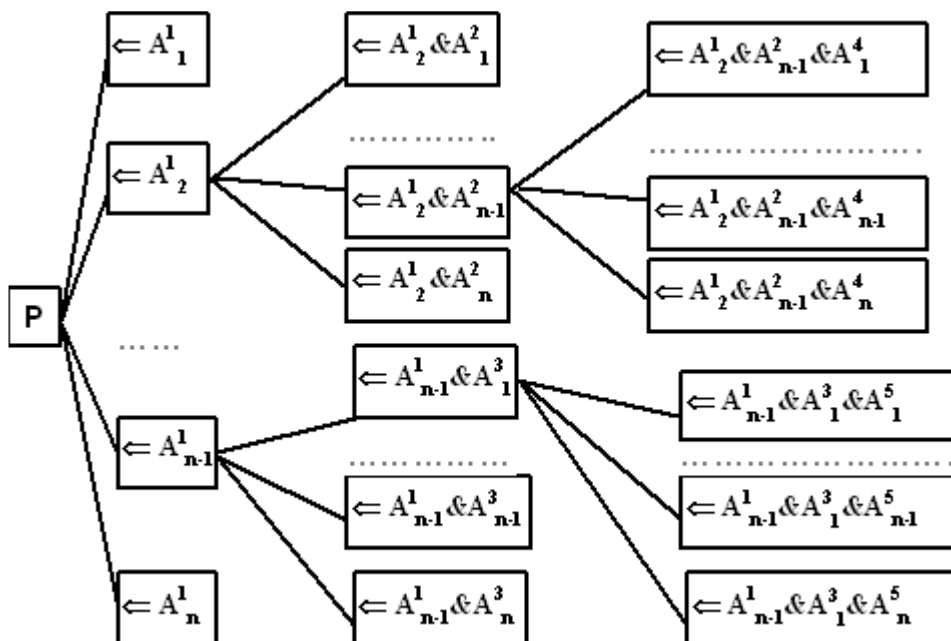 P
⇐ A¹₁
⇐ A¹₂
……
⇐ A¹ₙ₋₁
⇐ A¹ₙ
⇐ A¹₂&A²₁
………………
⇐ A¹₂&A²ₙ₋₁
⇐ A¹₂&A²ₙ
⇐ A¹ₙ₋₁&A³₁
………………
⇐ A¹ₙ₋₁&A³ₙ₋₁
⇐ A¹ₙ₋₁&A³ₙ
⇐ A¹₂&A²ₙ₋₁&A⁴₁
…………………………
⇐ A¹₂&A²ₙ₋₁&A⁴ₙ₋₁
⇐ A¹₂&A²ₙ₋₁&A⁴ₙ
⇐ A¹ₙ₋₁&A³₁&A⁵₁
…………………………
⇐ A¹ₙ₋₁&A³₁&A⁵ₙ₋₁
⇐ A¹ₙ₋₁&A³₁&A⁵ₙ